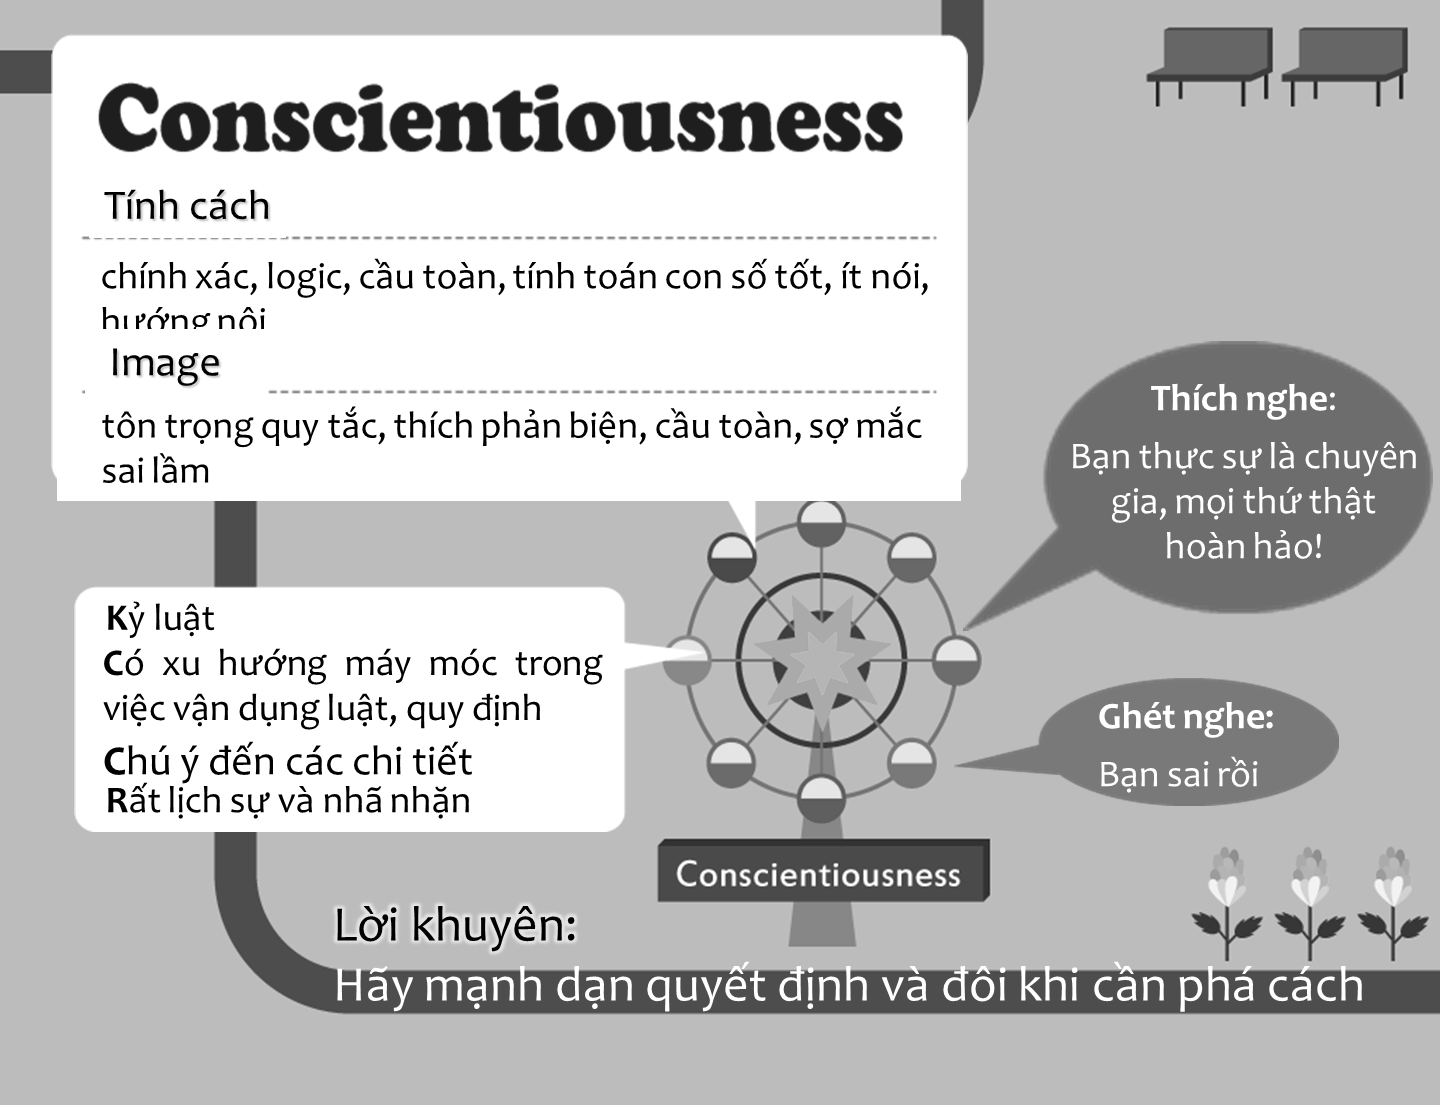 Conscientiousness
Tính cách
chính xác, logic, cầu toàn, tính toán con số tốt, ít nói,
hướng nội
Image
tôn trọng quy tắc, thích phản biện, cầu toàn, sợ mắc
sai lầm
Thích nghe:
Bạn thực sự là chuyên
gia, mọi thứ thật
hoàn hảo!
Kỷ luật
Có xu hướng máy móc trong
việc vận dụng luật, quy định
Chú ý đến các chi tiết
Rất lịch sự và nhã nhặn
Ghét nghe:
Bạn sai rồi
Conscientiousness
Lời khuyên:
Hãy mạnh dạn quyết định và đôi khi cần phá cách